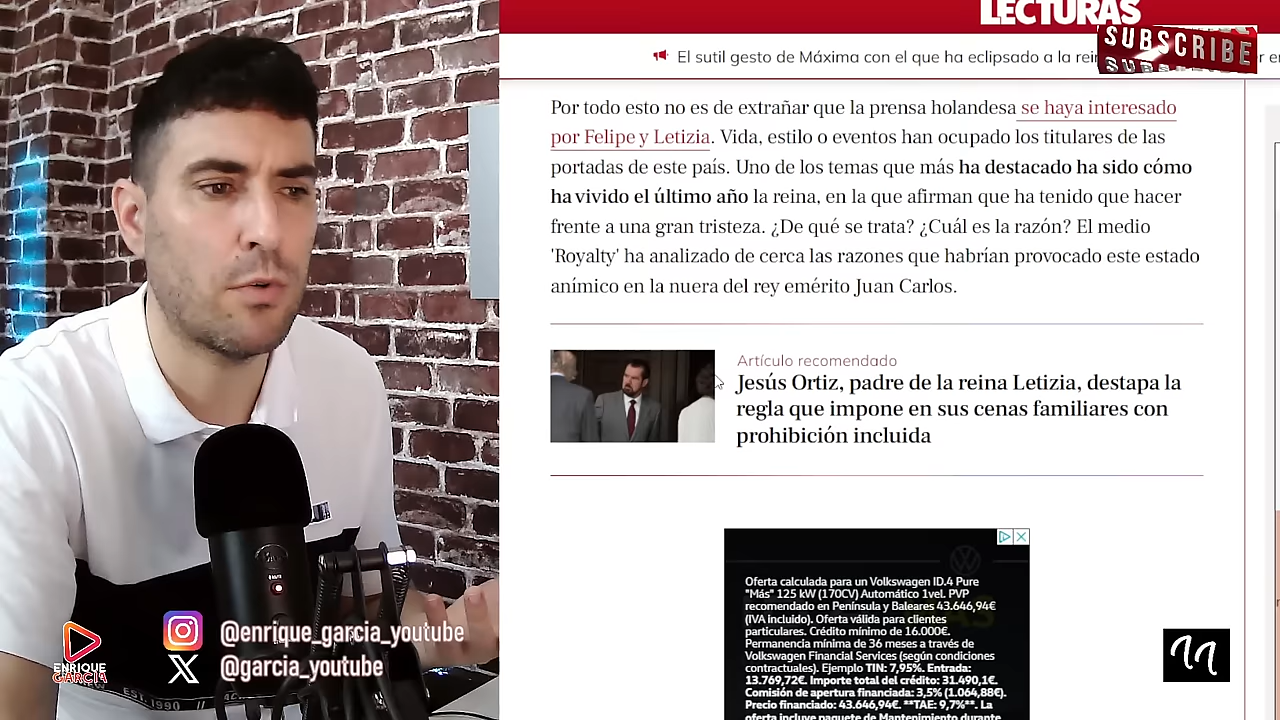 LECTURAS
SUBSCRIBE
El sutil gesto de Máxima con el que ha eclipsado a la rei
Por todo esto no es de extrañar que la prensa holandesa se haya interesado
por Felipe y Letizia. Vida, estilo o eventos han ocupado los titulares de las
portadas de este país. Uno de los temas que más ha destacado ha sido cómo
ha vivido el último año la reina, en la que afirman que ha tenido que hacer
frente a una gran tristeza. ¿De qué se trata? ¿Cuál es la razón? El medio
'Royalty' ha analizado de cerca las razones que habrían provocado este estado
anímico en la nuera del rey emérito Juan Carlos.
Artículo recomendado
Jesús Ortiz, padre de la reina Letizia, destapa la
regla que impone en sus cenas familiares con
prohibición incluida
Oferta calculada para un Volkswagen ID.4 Pure
"Más" 125 kW (170CV) Automático 1vel. PVP
recomendado en Península y Baleares 43.646,94€
(IVA incluido). Oferta válida para clientes
particulares. Crédito mínimo de 16.000€.
Permanencia mínima de 36 meses a través de
Volkswagen Financial Services (según condiciones
contractuales). Ejemplo TIN: 7,95%. Entrada:
13.769,72€. Importe total del crédito: 31.490,1€.
Comisión de apertura financiada: 3,5% (1.064,88€).
Precio financiado: 43.646,94€. **TAE: 9,7%**. La
oferta incluye paquete de Mantenimiento durante
@enrique_garcia_youtube
@garcia_youtube
ENRIQUE
GARCIA
EST. 1990